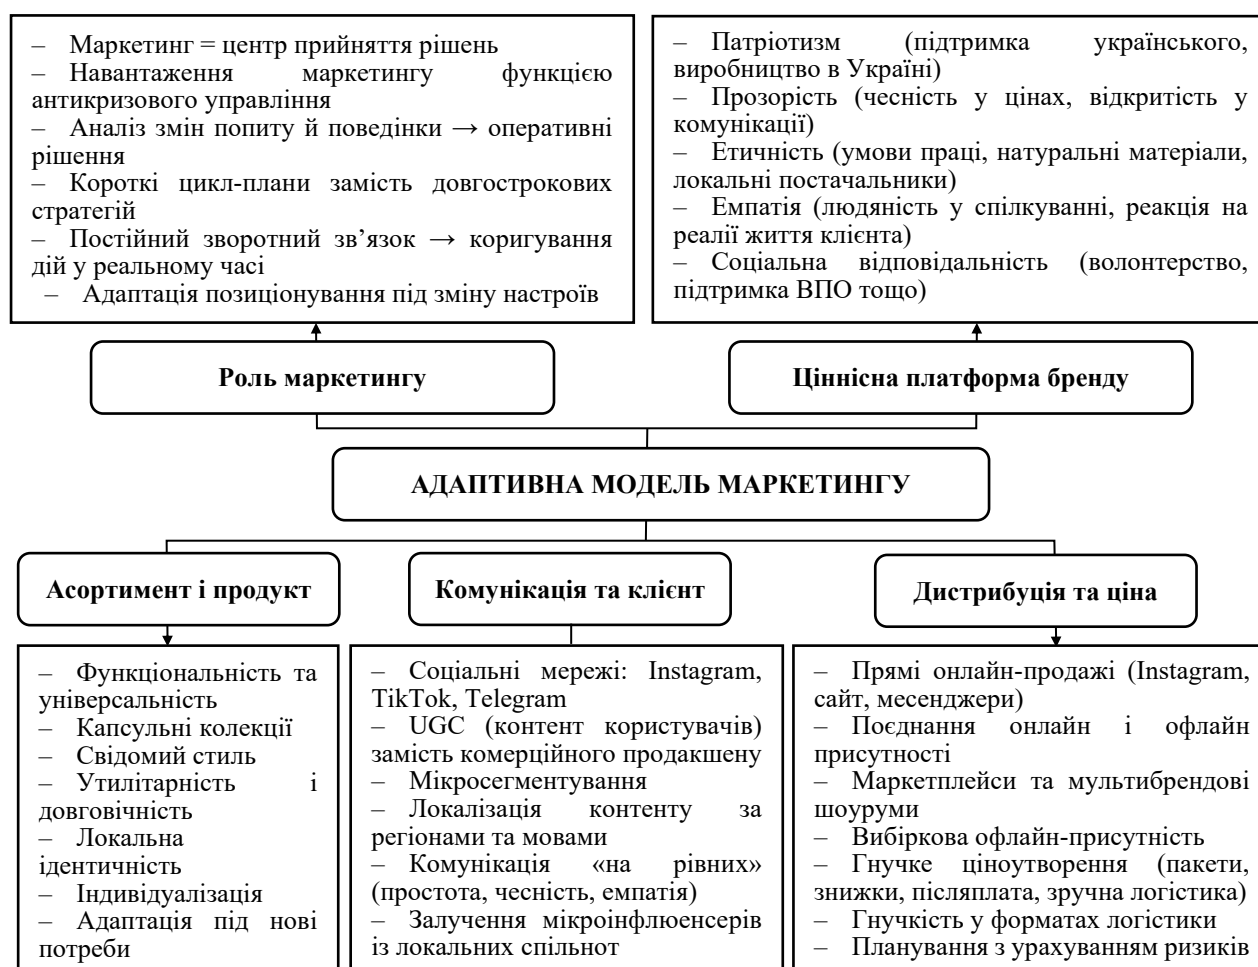 – Маркетинг = центр прийняття рішень
– Навантаження маркетингу функцією
антикризового управління
– Аналіз змін попиту й поведінки → оперативні
рішення
– Короткі цикл-плани замість довгострокових
стратегій
– Постійний зворотний зв’язок → коригування
дій у реальному часі
– Адаптація позиціонування під зміну настроїв
– Патріотизм (підтримка українського,
виробництво в Україні)
– Прозорість (чесність у цінах, відкритість у
комунікації)
– Етичність (умови праці, натуральні матеріали,
локальні постачальники)
– Емпатія (людяність у спілкуванні, реакція на
реалії життя клієнта)
– Соціальна відповідальність (волонтерство,
підтримка ВПО тощо)
Роль маркетингу
Ціннісна платформа бренду
АДАПТИВНА МОДЕЛЬ МАРКЕТИНГУ
Асортимент і продукт
Комунікація та клієнт
Дистрибуція та ціна
– Функціональність та
універсальність
– Капсульні колекції
– Свідомий стиль
– Утилітарність і
довговічність
– Локальна
ідентичність
– Індивідуалізація
– Адаптація під нові
потреби
– Соціальні мережі: Instagram,
TikTok, Telegram
– UGC (контент користувачів)
замість комерційного продакшену
– Мікросегментування
– Локалізація контенту за
регіонами та мовами
– Комунікація «на рівних»
(простота, чесність, емпатія)
– Залучення мікроінфлюенсерів
із локальних спільнот
– Прямі онлайн-продажі (Instagram,
сайт, месенджери)
– Поєднання онлайн і офлайн
присутності
– Маркетплейси та мультибрендові
шоуруми
– Вибіркова офлайн-присутність
– Гнучке ціноутворення (пакети,
знижки, післяплата, зручна логістика)
– Гнучкість у форматах логістики
– Планування з урахуванням ризиків